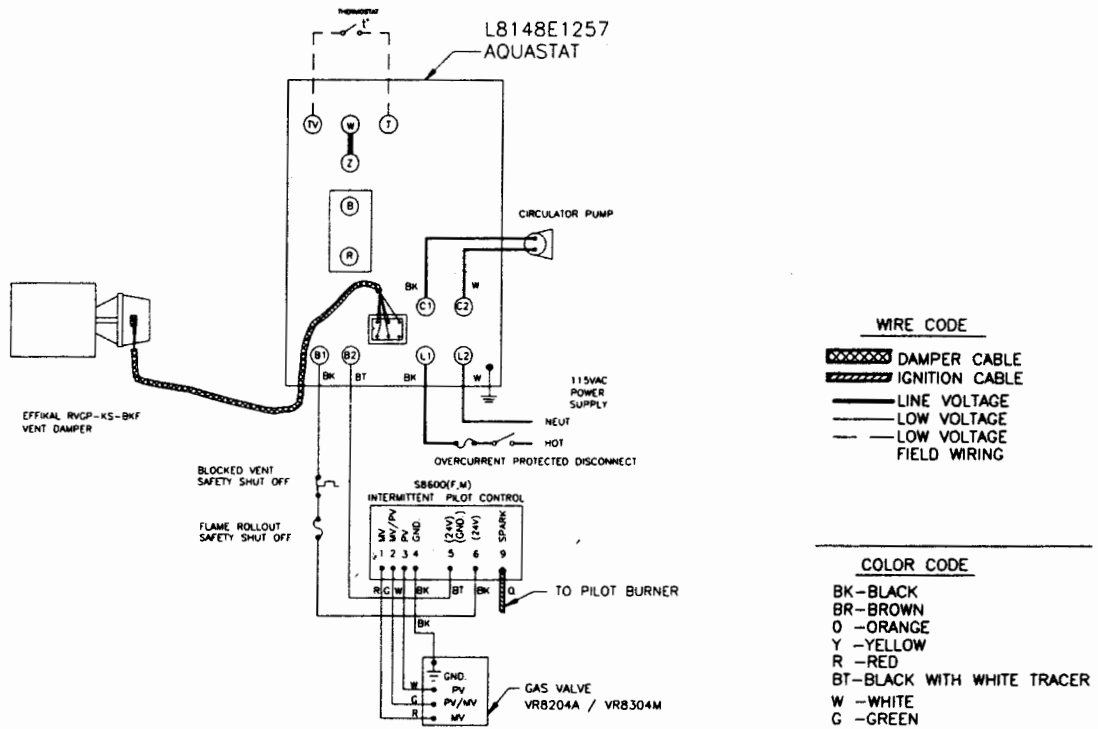 THERMOSTAT
t°
L8148E1257
AQUASTAT
TV
W
T
Z
B
R
CIRCULATOR PUMP
BK
W
C1
C2
B1
B2
L1
L2
BK
BT
BK
W
115VAC
POWER
SUPPLY
NEUT
HOT
OVERCURRENT PROTECTED DISCONNECT
EFFIKAL RVGP-KS-BKF
VENT DAMPER
BLOCKED VENT
SAFETY SHUT OFF
FLAME ROLLOUT
SAFETY SHUT OFF
S8600(F,M)
INTERMITTENT PILOT CONTROL
MV
MV/PV
PV
GND
(24V)
(GND.)
(24V)
SPARK
1 2 3 4 5 6 9
R G W BK BT BK O
TO PILOT BURNER
BK
GND.
W PV
G PV/MV
R MV
GAS VALVE
VR8204A / VR8304M
WIRE CODE
DAMPER CABLE
IGNITION CABLE
LINE VOLTAGE
LOW VOLTAGE
LOW VOLTAGE
FIELD WIRING
COLOR CODE
BK-BLACK
BR-BROWN
O -ORANGE
Y -YELLOW
R -RED
BT-BLACK WITH WHITE TRACER
W -WHITE
G -GREEN